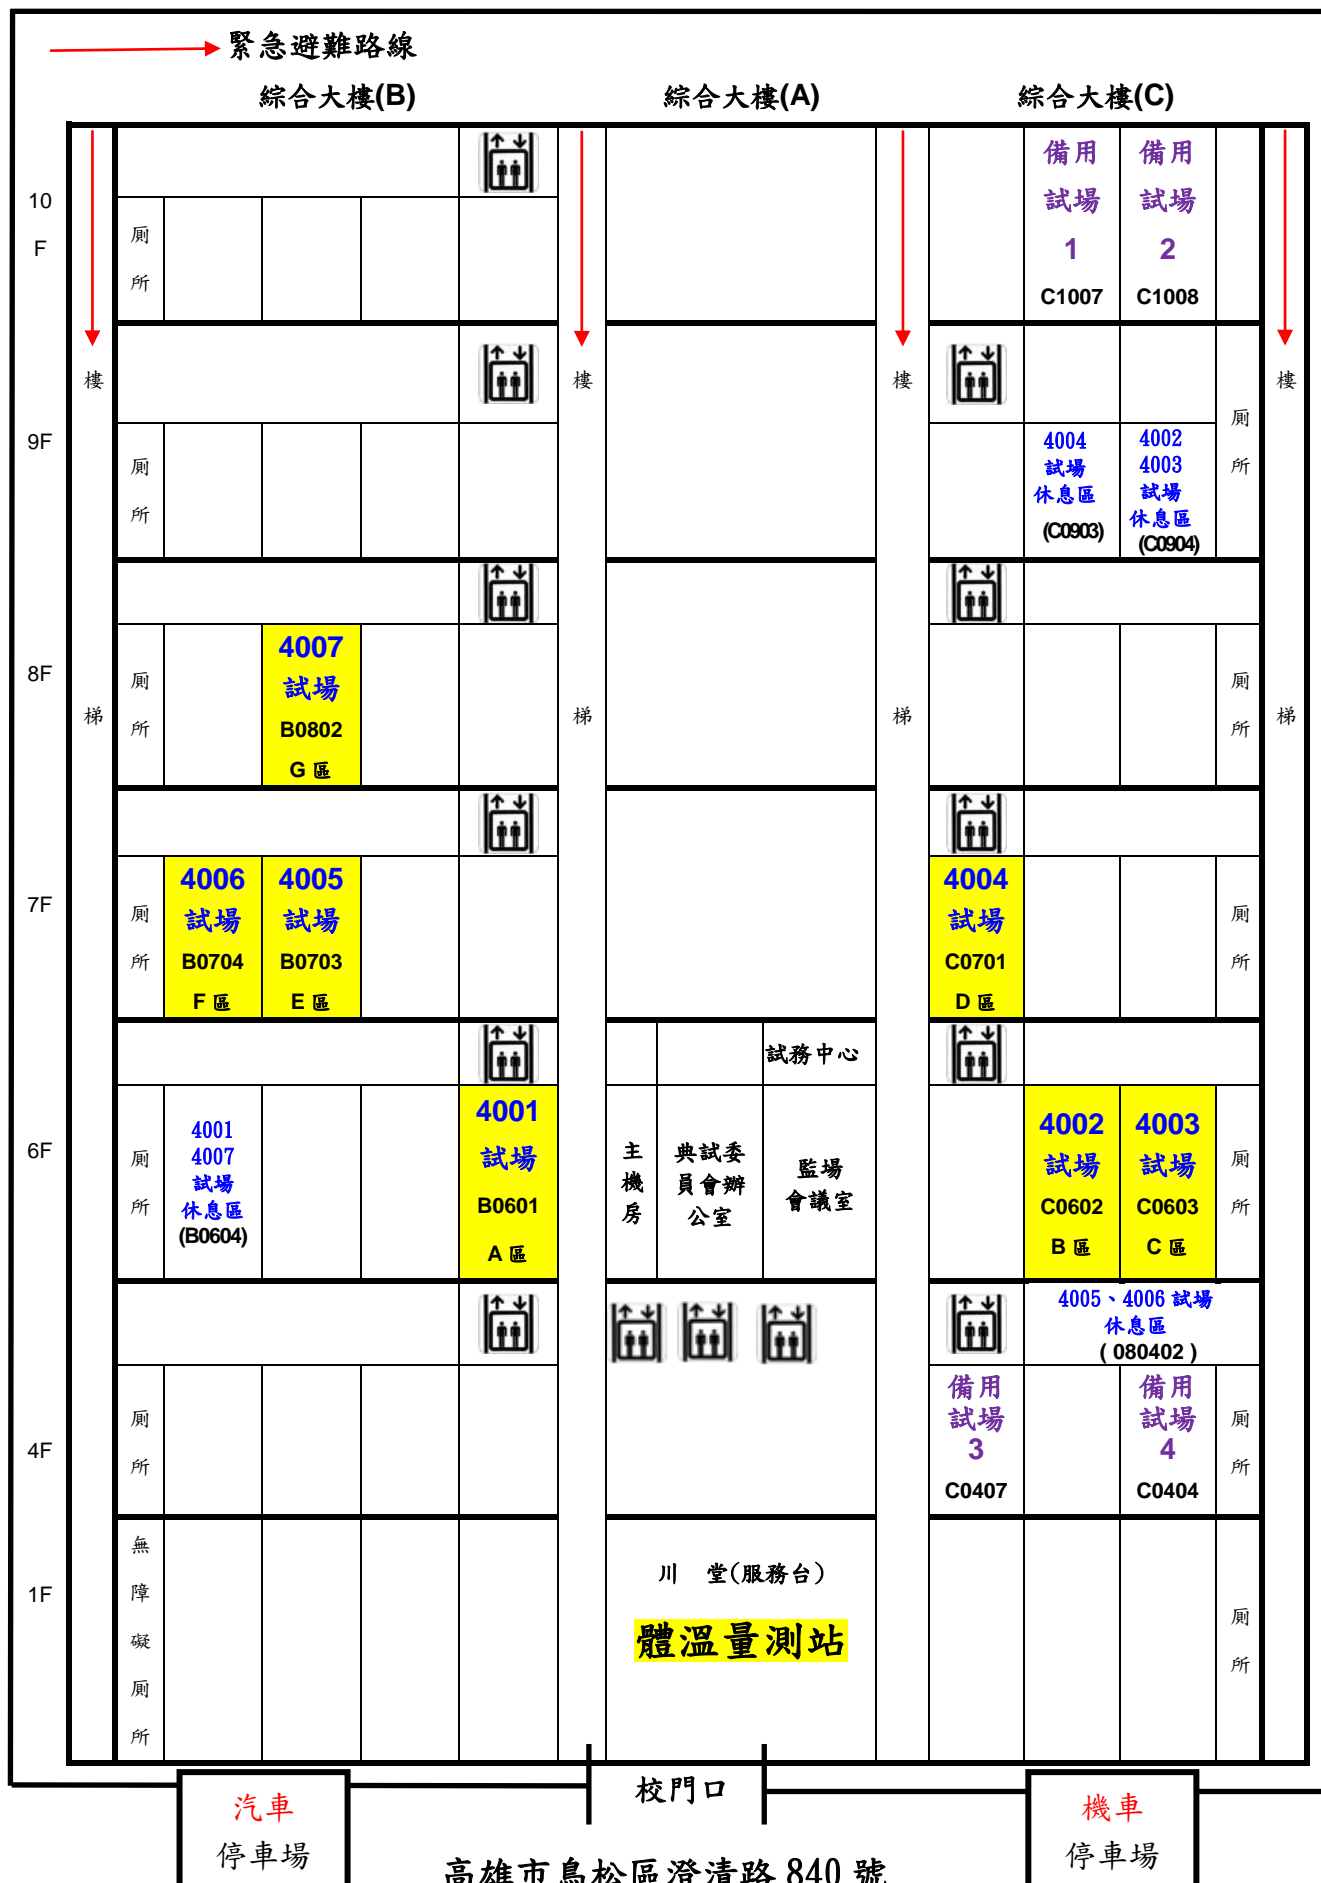 緊急避難路線
綜合大樓(B)
綜合大樓(A)
綜合大樓(C)
10
F
廁
所
備用
試場
1
C1007
備用
試場
2
C1008
樓
樓
樓
樓
9F
廁
所
4004
試場
休息區
(C0903)
4002
4003
試場
休息區
(C0904)
廁
所
8F
梯
廁
所
4007
試場
B0802
G 區
梯
梯
廁
所
梯
7F
廁
所
4006
試場
B0704
F 區
4005
試場
B0703
E 區
4004
試場
C0701
D 區
廁
所
試務中心
6F
廁
所
4001
4007
試場
休息區
(B0604)
4001
試場
B0601
A 區
主
機
房
典試委
員會辦
公室
監場
會議室
4002
試場
C0602
B 區
4003
試場
C0603
C 區
廁
所
4005、4006 試場
休息區
( 080402 )
4F
廁
所
備用
試場
3
C0407
備用
試場
4
C0404
廁
所
1F
無
障
礙
廁
所
川 堂(服務台)
體溫量測站
廁
所
校門口
汽車
停車場
機車
停車場
高雄市鳥松區澄清路 840 號